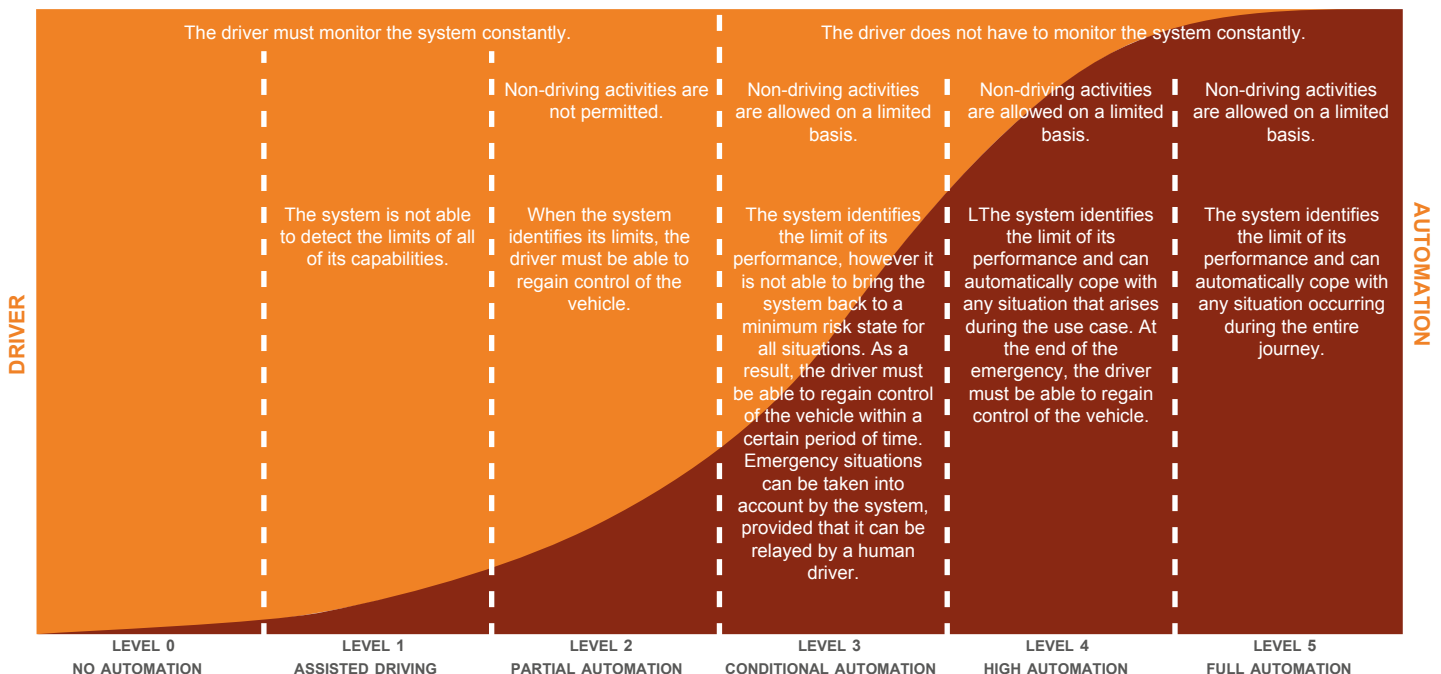 The driver must monitor the system constantly.
The driver does not have to monitor the system constantly.
Non-driving activities are
not permitted.
Non-driving activities
are allowed on a limited
basis.
Non-driving activities
are allowed on a limited
basis.
Non-driving activities
are allowed on a limited
basis.
The system is not able
to detect the limits of all
of its capabilities.
When the system
identifies its limits, the
driver must be able to
regain control of the
vehicle.
The system identifies
the limit of its
performance, however it
is not able to bring the
system back to a
minimum risk state for
all situations. As a
result, the driver must
be able to regain control
of the vehicle within a
certain period of time.
Emergency situations
can be taken into
account by the system,
provided that it can be
relayed by a human
driver.
LThe system identifies
the limit of its
performance and can
automatically cope with
any situation that arises
during the use case. At
the end of the
emergency, the driver
must be able to regain
control of the vehicle.
The system identifies
the limit of its
performance and can
automatically cope with
any situation occurring
during the entire
journey.
DRIVER
AUTOMATION
LEVEL 0
NO AUTOMATION
LEVEL 1
ASSISTED DRIVING
LEVEL 2
PARTIAL AUTOMATION
LEVEL 3
CONDITIONAL AUTOMATION
LEVEL 4
HIGH AUTOMATION
LEVEL 5
FULL AUTOMATION